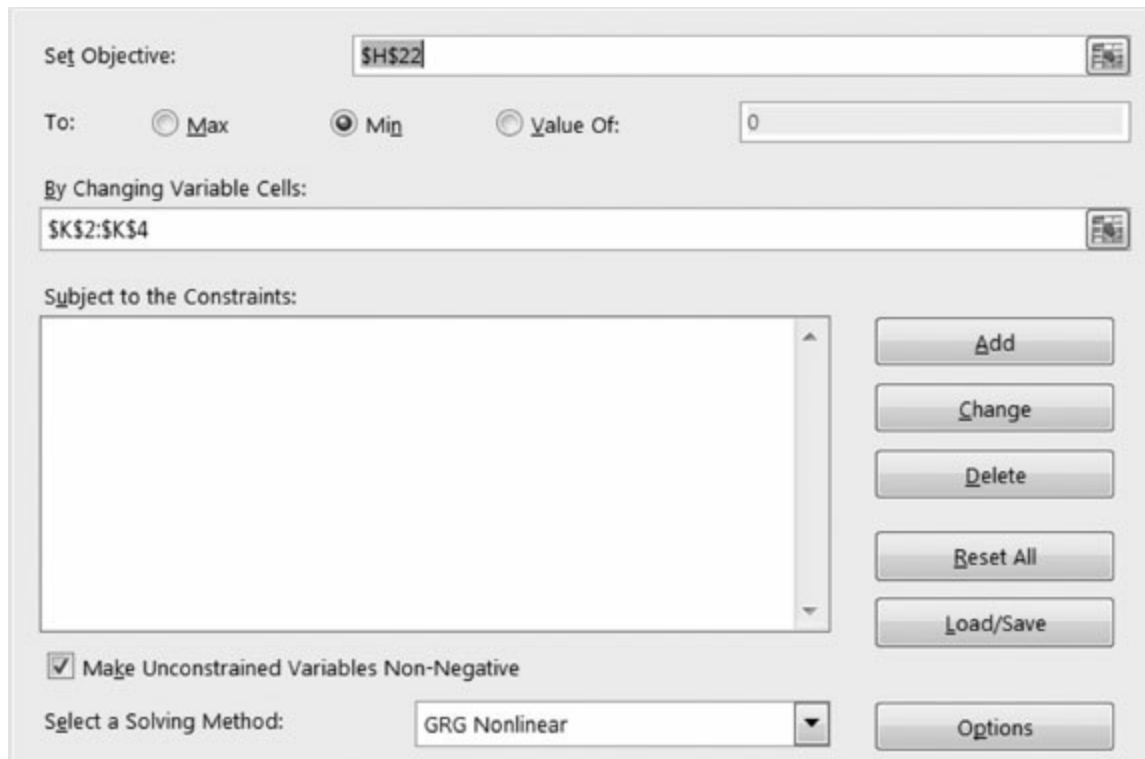 Set Objective: $H$22
To: Max Min Value Of: 0
By Changing Variable Cells:
$K$2:$K$4
Subject to the Constraints:
Add
Change
Delete
Reset All
Load/Save
Make Unconstrained Variables Non-Negative
Select a Solving Method: GRG Nonlinear Options